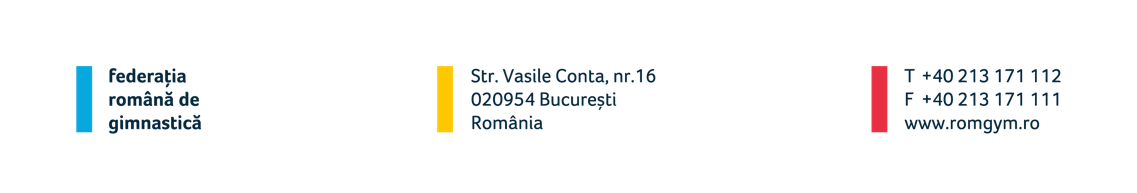 federația
română de
gimnastică
Str. Vasile Conta, nr.16
020954 București
România
T +40 213 171 112
F +40 213 171 111
www.romgym.ro